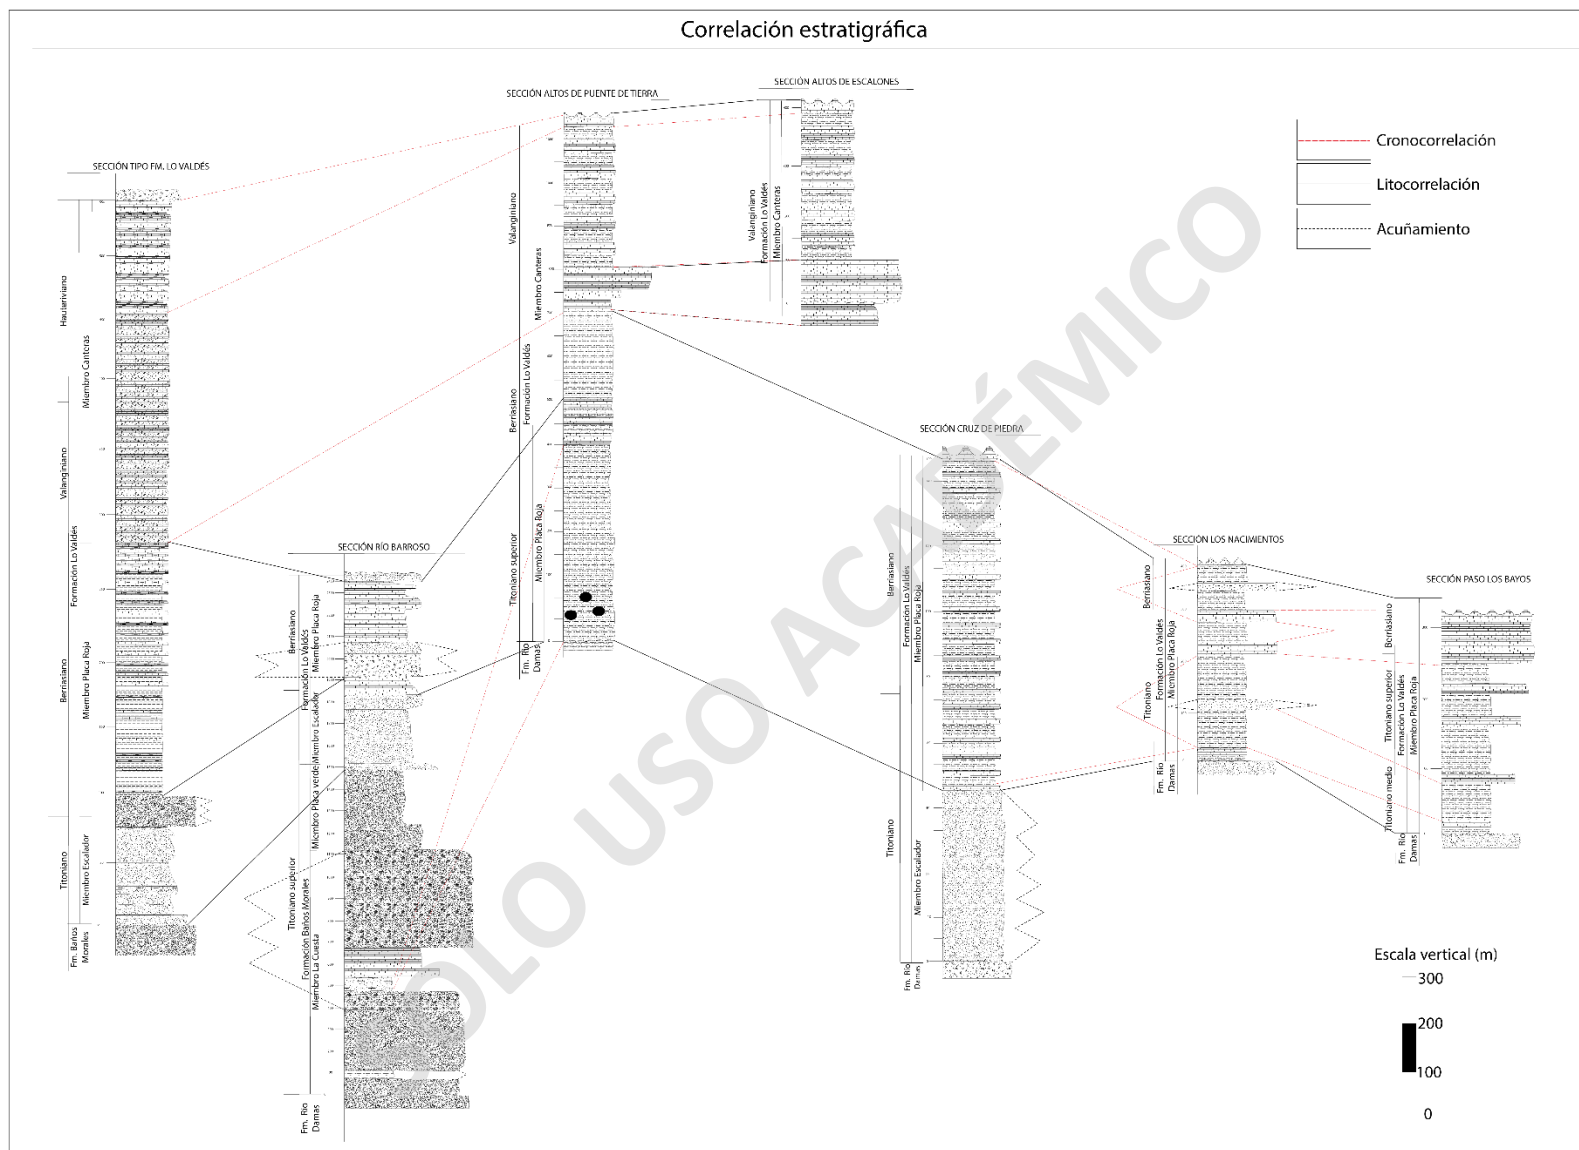 Correlación estratigráfica
SECCIÓN ALTOS DE ESCALONES
SECCIÓN ALTOS DE PUENTE DE TIERRA
SECCIÓN TIPO FM. LO VALDÉS
Cronocorrelación
Litocorrelación
Acuñamiento
Hauteriviano
Valanginiano
Berriasiano
Titoniano
Miembro Canteras
Formación Lo Valdés
Miembro Placa Roja
Miembro Escalador
Fm. Baños
Morales
SECCIÓN RÍO BARROSO
Berriasiano
Titoniano superior
Formación Lo Valdés
Miembro Placa Roja
Miembro Escalador
Miembro Placa verde
Formación Baños Morales
Miembro La Cuesta
Fm. Rio
Damas
Valanginiano
Berriasiano
Titoniano superior
Miembro Canteras
Formación Lo Valdés
Miembro Placa Roja
Fm. Rio
Damas
Valanginiano
Formación Lo Valdés
Miembro Canteras
SECCIÓN CRUZ DE PIEDRA
Berriasiano
Titoniano
Formación Lo Valdés
Miembro Placa Roja
Miembro Escalador
Fm. Rio
Damas
SECCIÓN LOS NACIMIENTOS
Berriasiano
Titoniano
Formación Lo Valdés
Miembro Placa Roja
Fm. Rio
Damas
SECCIÓN PASO LOS BAYOS
Berriasiano
Titoniano superior
Titoniano medio
Formación Lo Valdés
Miembro Placa Roja
Fm. Rio
Damas
Escala vertical (m)
300
200
100
0
SOLO USO ACADÉMICO